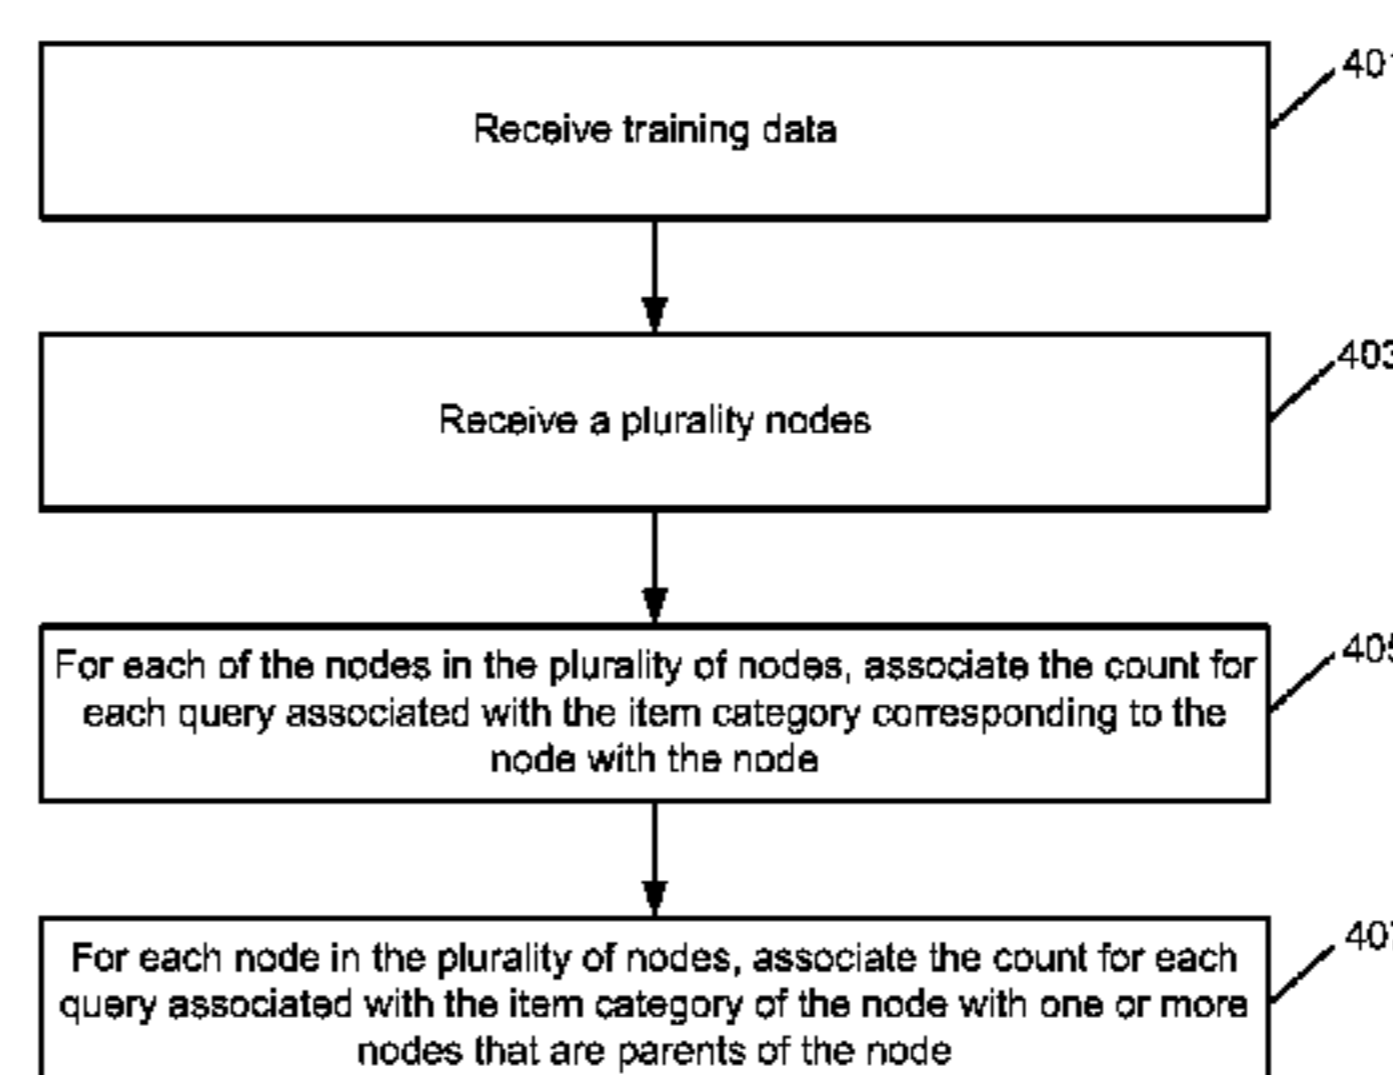 Receive training data
401
Receive a plurality nodes
403
For each of the nodes in the plurality of nodes, associate the count for
each query associated with the item category corresponding to the
node with the node
405
For each node in the plurality of nodes, associate the count for each
query associated with the item category of the node with one or more
nodes that are parents of the node
407